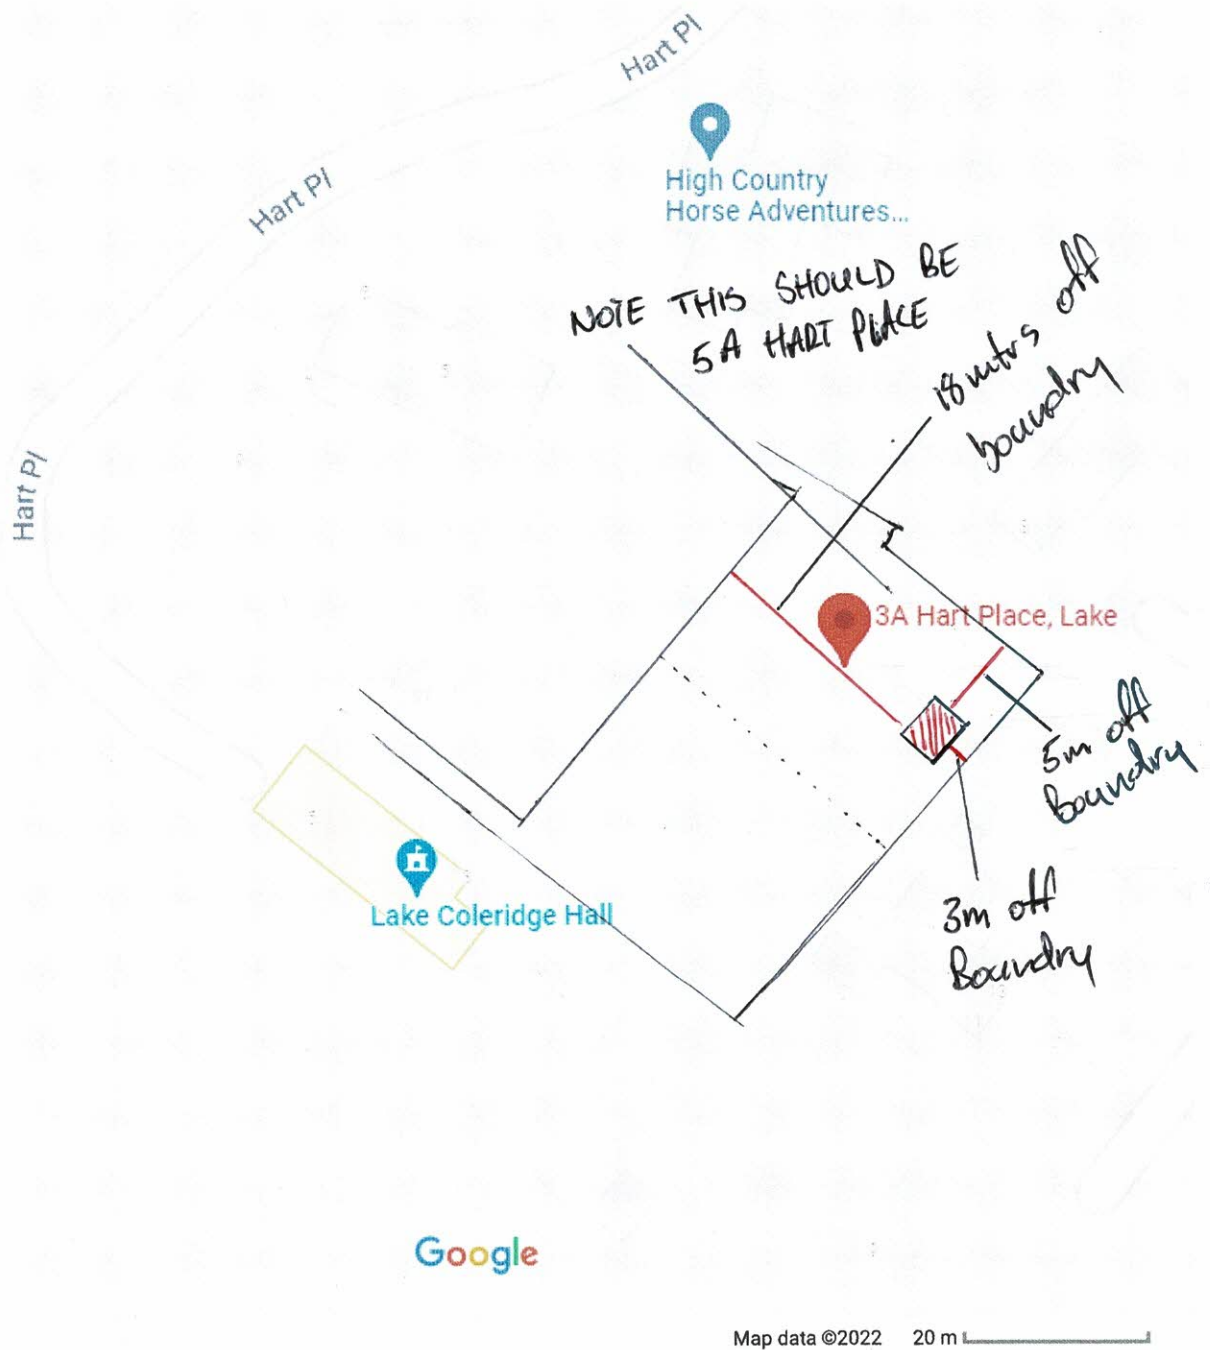 Hart Pl
High Country
Horse Adventures...
Hart Pl
NOTE THIS SHOULD BE
5A HART PLACE
18 mtrs off
boundry
Hart Pl
3A Hart Place, Lake
5m off
Boundry
Lake Coleridge Hall
3m off
Boundry
Google
Map data ©2022 20 m